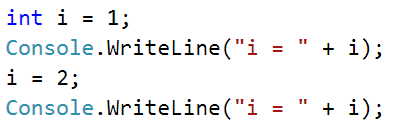 int i = 1;
Console.WriteLine("i = " + i);
i = 2;
Console.WriteLine("i = " + i);